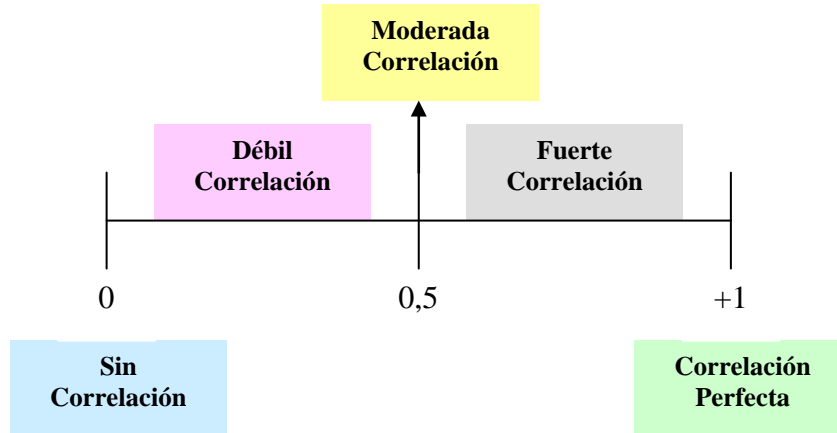 Moderada
Correlación
Débil
Correlación
Fuerte
Correlación
0
0,5
+1
Sin
Correlación
Correlación
Perfecta